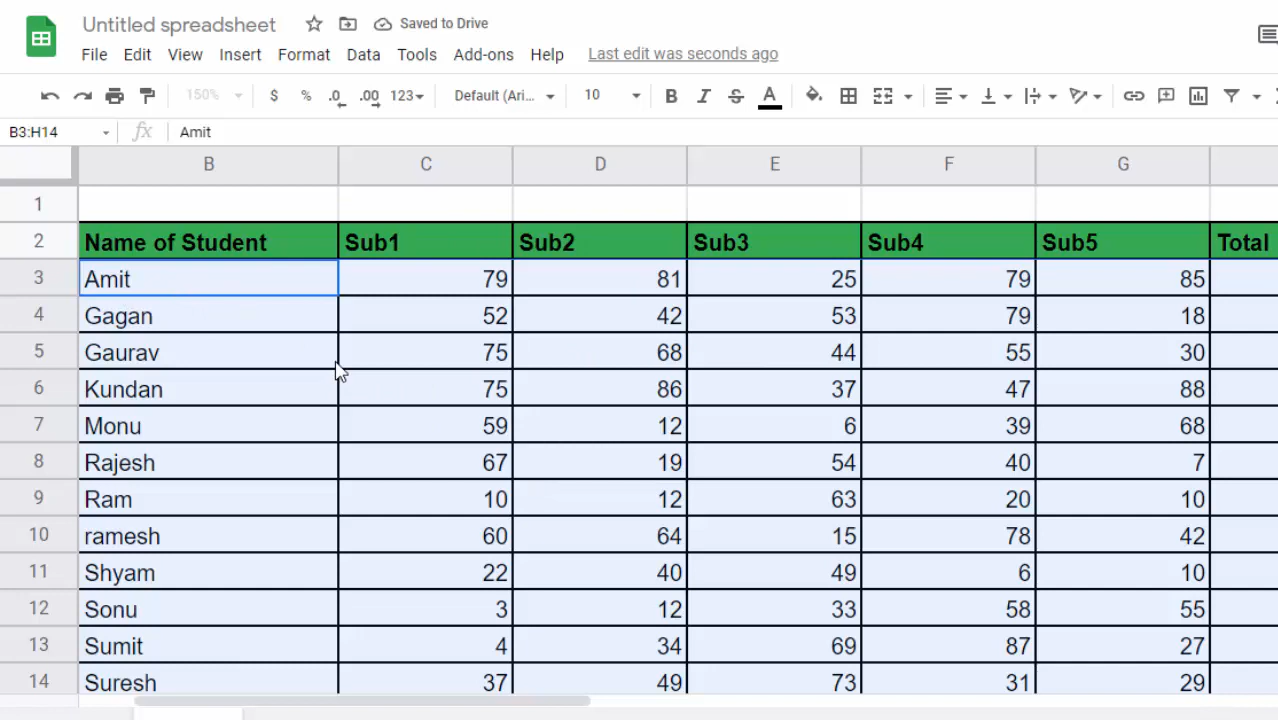 Untitled spreadsheet Saved to Drive
File Edit View Insert Format Data Tools Add-ons Help Last edit was seconds ago
150% $ % .0 .00 123 Default (Ari... 10 B I S A
B3:H14 fx Amit
B C D E F G
1
2 Name of Student Sub1 Sub2 Sub3 Sub4 Sub5 Total
3 Amit 79 81 25 79 85
4 Gagan 52 42 53 79 18
5 Gaurav 75 68 44 55 30
6 Kundan 75 86 37 47 88
7 Monu 59 12 6 39 68
8 Rajesh 67 19 54 40 7
9 Ram 10 12 63 20 10
10 ramesh 60 64 15 78 42
11 Shyam 22 40 49 6 10
12 Sonu 3 12 33 58 55
13 Sumit 4 34 69 87 27
14 Suresh 37 49 73 31 29